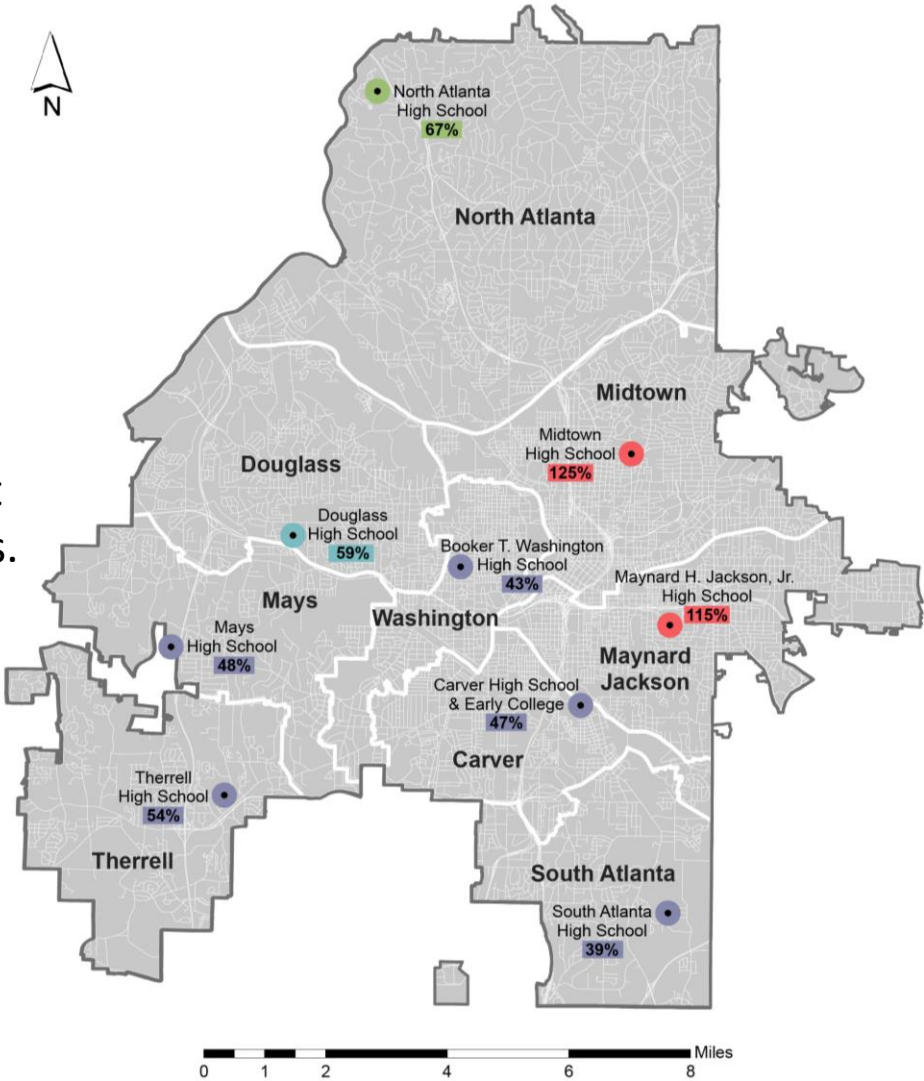 N
North Atlanta
High School
67%
North Atlanta
Midtown
Midtown
High School
125%
Douglass
s.
Douglass
High School
59%
Booker T. Washington
High School
43%
Maynard H. Jackson, Jr.
High School
115%
Mays
Washington
Mays
High School
48%
Maynard
Jackson
Carver High School
& Early College
47%
Carver
Therrell
High School
54%
Therrell
South Atlanta
South Atlanta
High School
39%
Miles
0 1 2 4 6 8